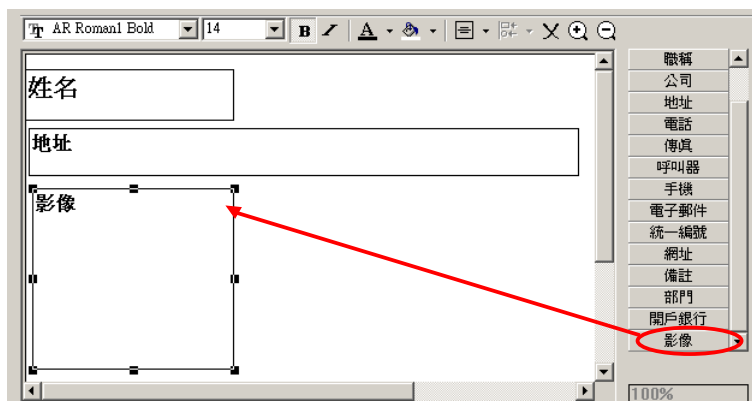 AR Roman1 Bold 14 B I A
姓名
地址
影像
職稱
公司
地址
電話
傳真
呼叫器
手機
電子郵件
統一編號
網址
備註
部門
開戶銀行
影像
100%